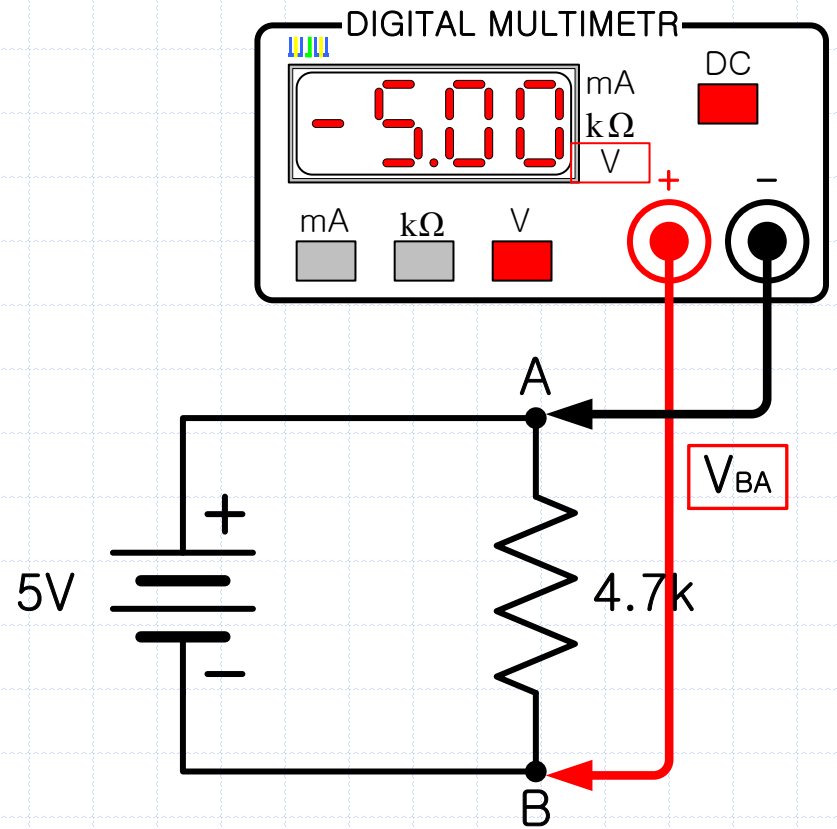 DIGITAL MULTIMETR
-5.00
mA
kΩ
V
DC
+
−
mA
kΩ
V
A
VBA
+
5V
4.7k
−
B